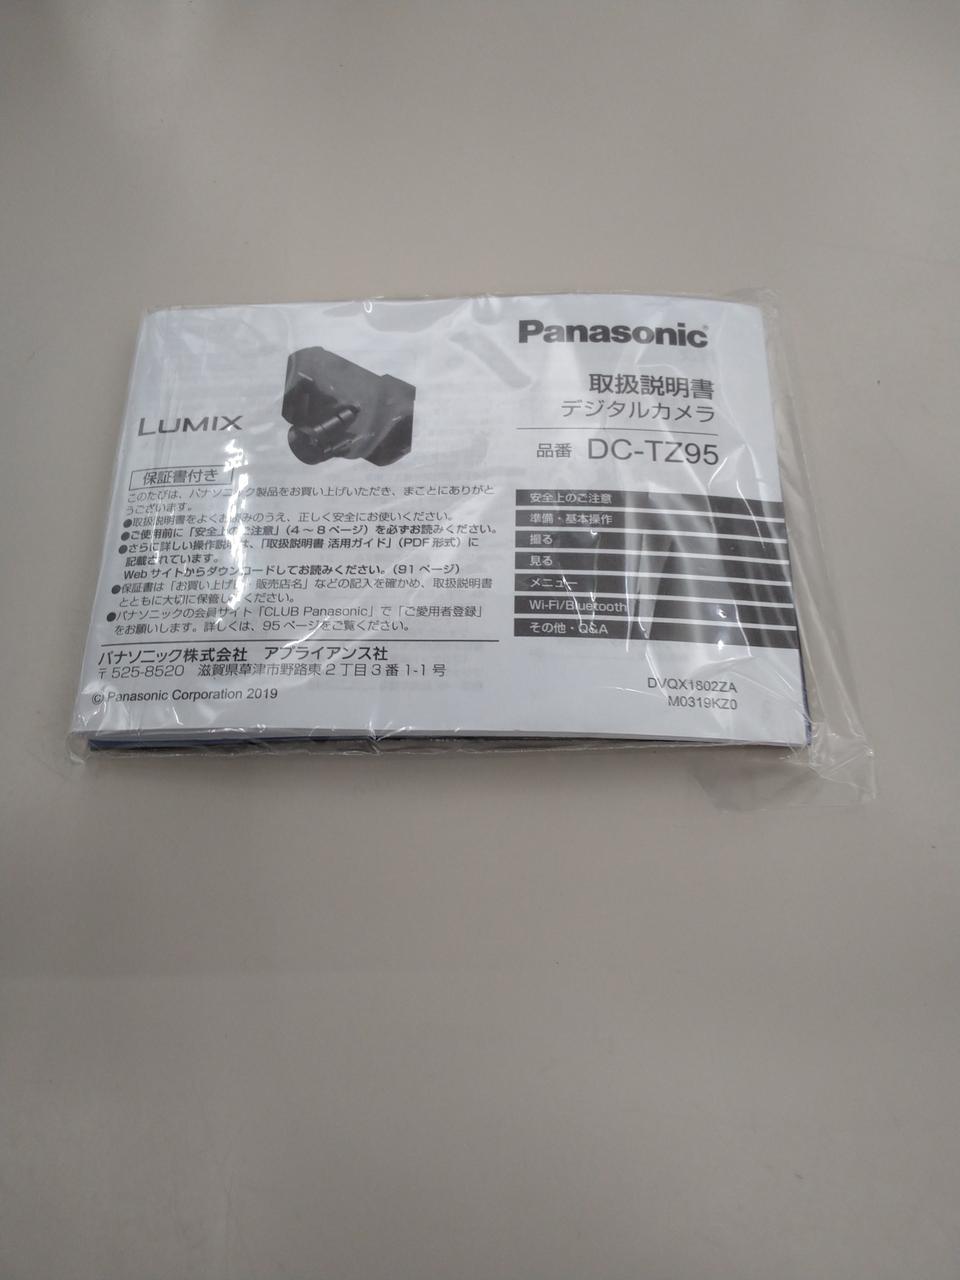 Panasonic
取扱説明書
デジタルカメラ
品番 DC-TZ95
LUMIX
保証書付き
このたびは、パナソニック製品をお買い上げいただき、まことにありがと
うございます。
●取扱説明書をよくお読みのうえ、正しく安全にお使いください。
●ご使用前に「安全上のご注意」(4～8ページ)を必ずお読みください。
●さらに詳しい操作説明は、「取扱説明書 活用ガイド」(PDF形式)に
記載されています。
Webサイトからダウンロードしてお読みください。(91ページ)
●保証書は「お買い上げ日・販売店名」などの記入を確かめ、取扱説明書
とともに大切に保管してください。
●パナソニックの会員サイト「CLUB Panasonic」で「ご愛用者登録」
をお願いします。詳しくは、95ページをご覧ください。
パナソニック株式会社 アプライアンス社
〒525-8520 滋賀県草津市野路東2丁目3番1-1号
© Panasonic Corporation 2019
安全上のご注意
準備・基本操作
撮る
見る
メニュー
Wi-Fi/Bluetooth
その他・Q&A
DVQX1802ZA
M0319KZ0